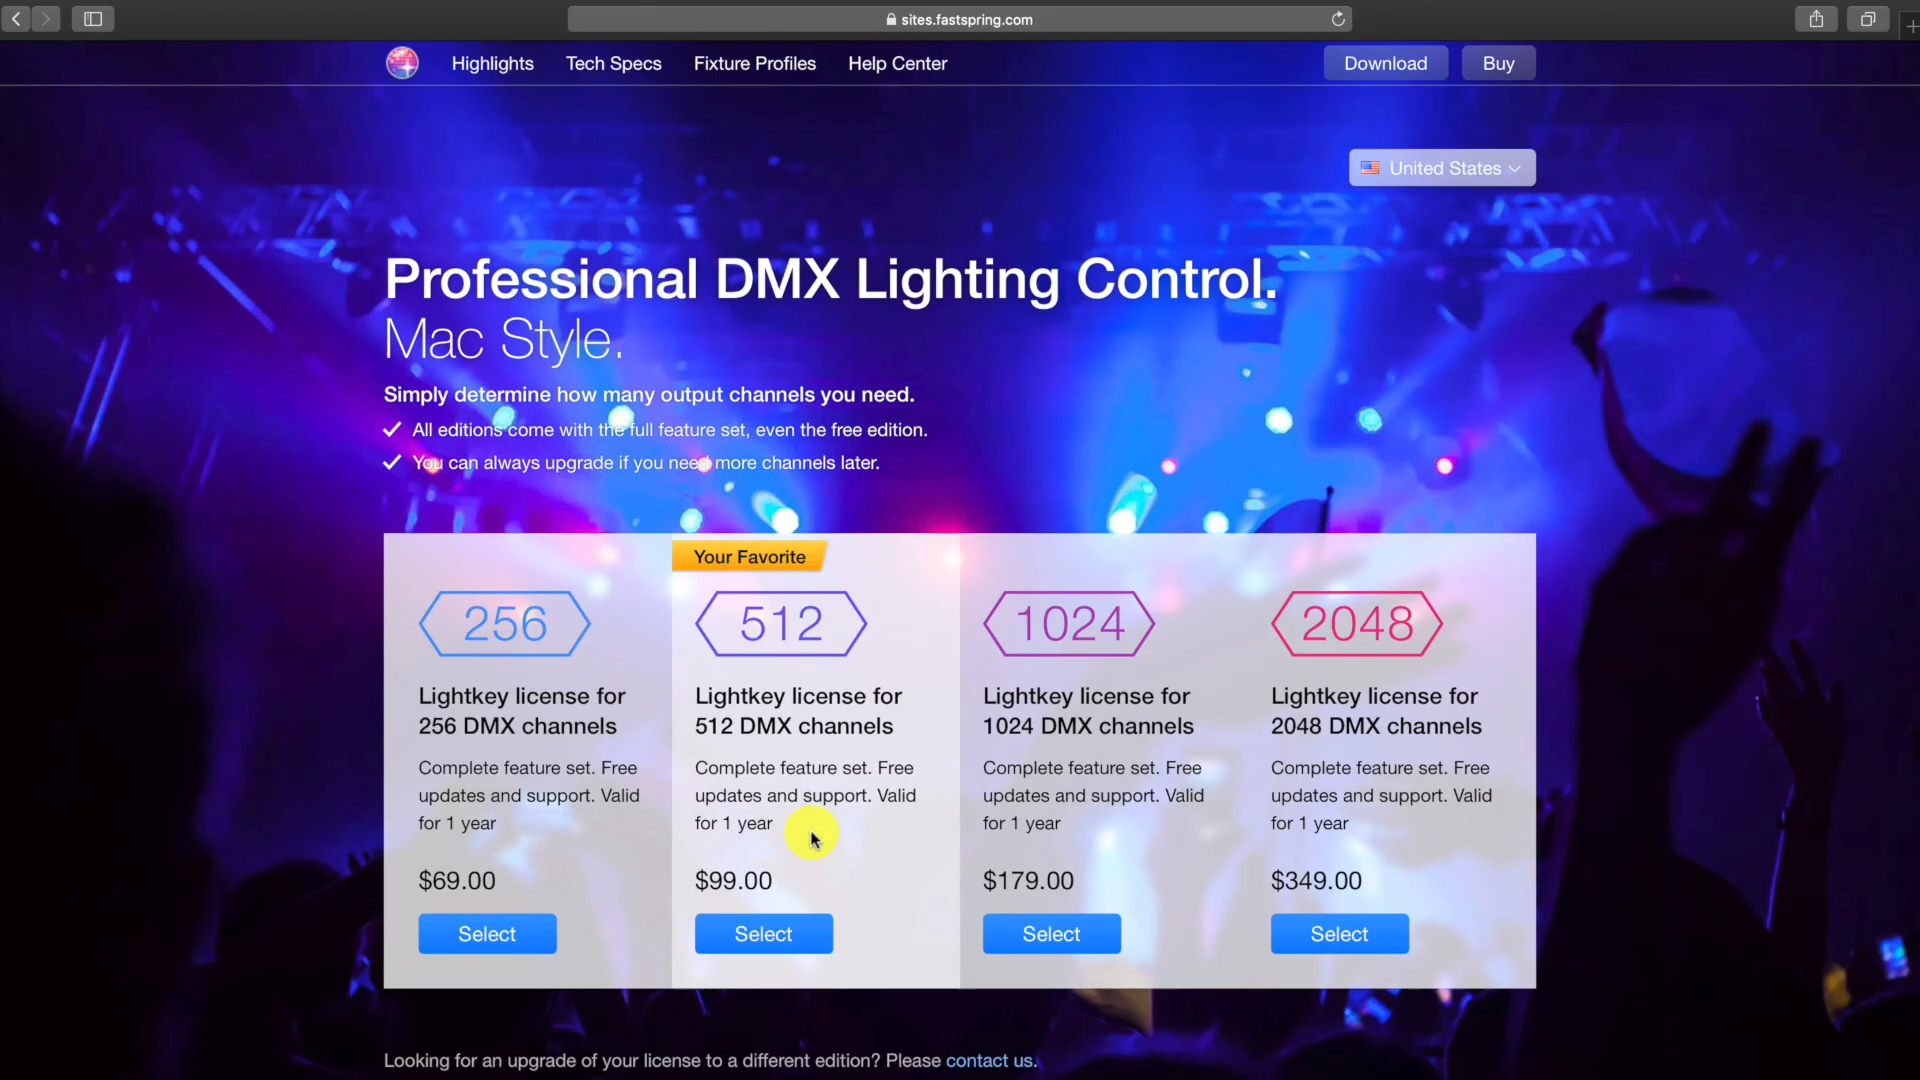 sites.fastspring.com
Highlights
Tech Specs
Fixture Profiles
Help Center
Download
Buy
United States
Professional DMX Lighting Control.
Mac Style.
Simply determine how many output channels you need.
All editions come with the full feature set, even the free edition.
You can always upgrade if you need more channels later.
Your Favorite
256
Lightkey license for
256 DMX channels
Complete feature set. Free
updates and support. Valid
for 1 year
$69.00
Select
512
Lightkey license for
512 DMX channels
Complete feature set. Free
updates and support. Valid
for 1 year
$99.00
Select
1024
Lightkey license for
1024 DMX channels
Complete feature set. Free
updates and support. Valid
for 1 year
$179.00
Select
2048
Lightkey license for
2048 DMX channels
Complete feature set. Free
updates and support. Valid
for 1 year
$349.00
Select
Looking for an upgrade of your license to a different edition? Please contact us.